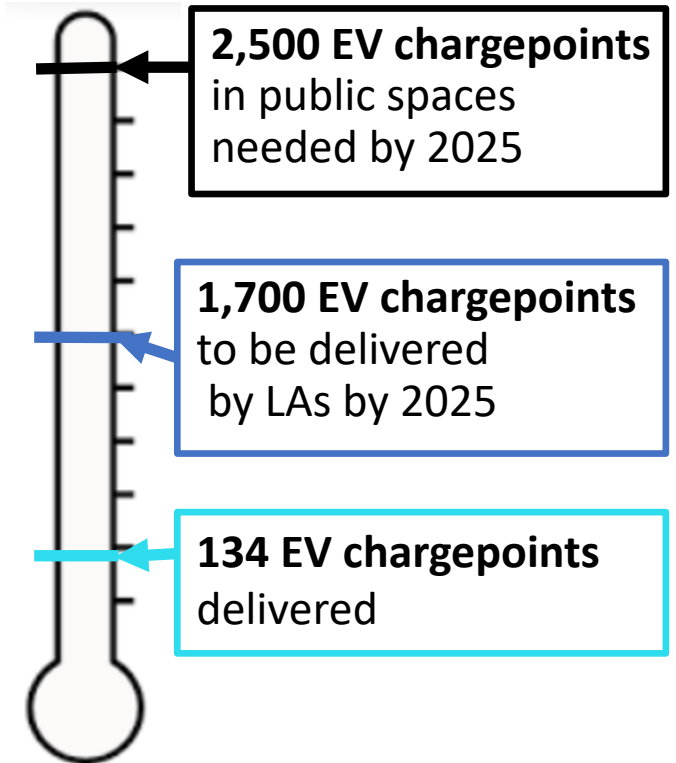 2,500 EV chargepoints
in public spaces
needed by 2025
1,700 EV chargepoints
to be delivered
by LAs by 2025
134 EV chargepoints
delivered